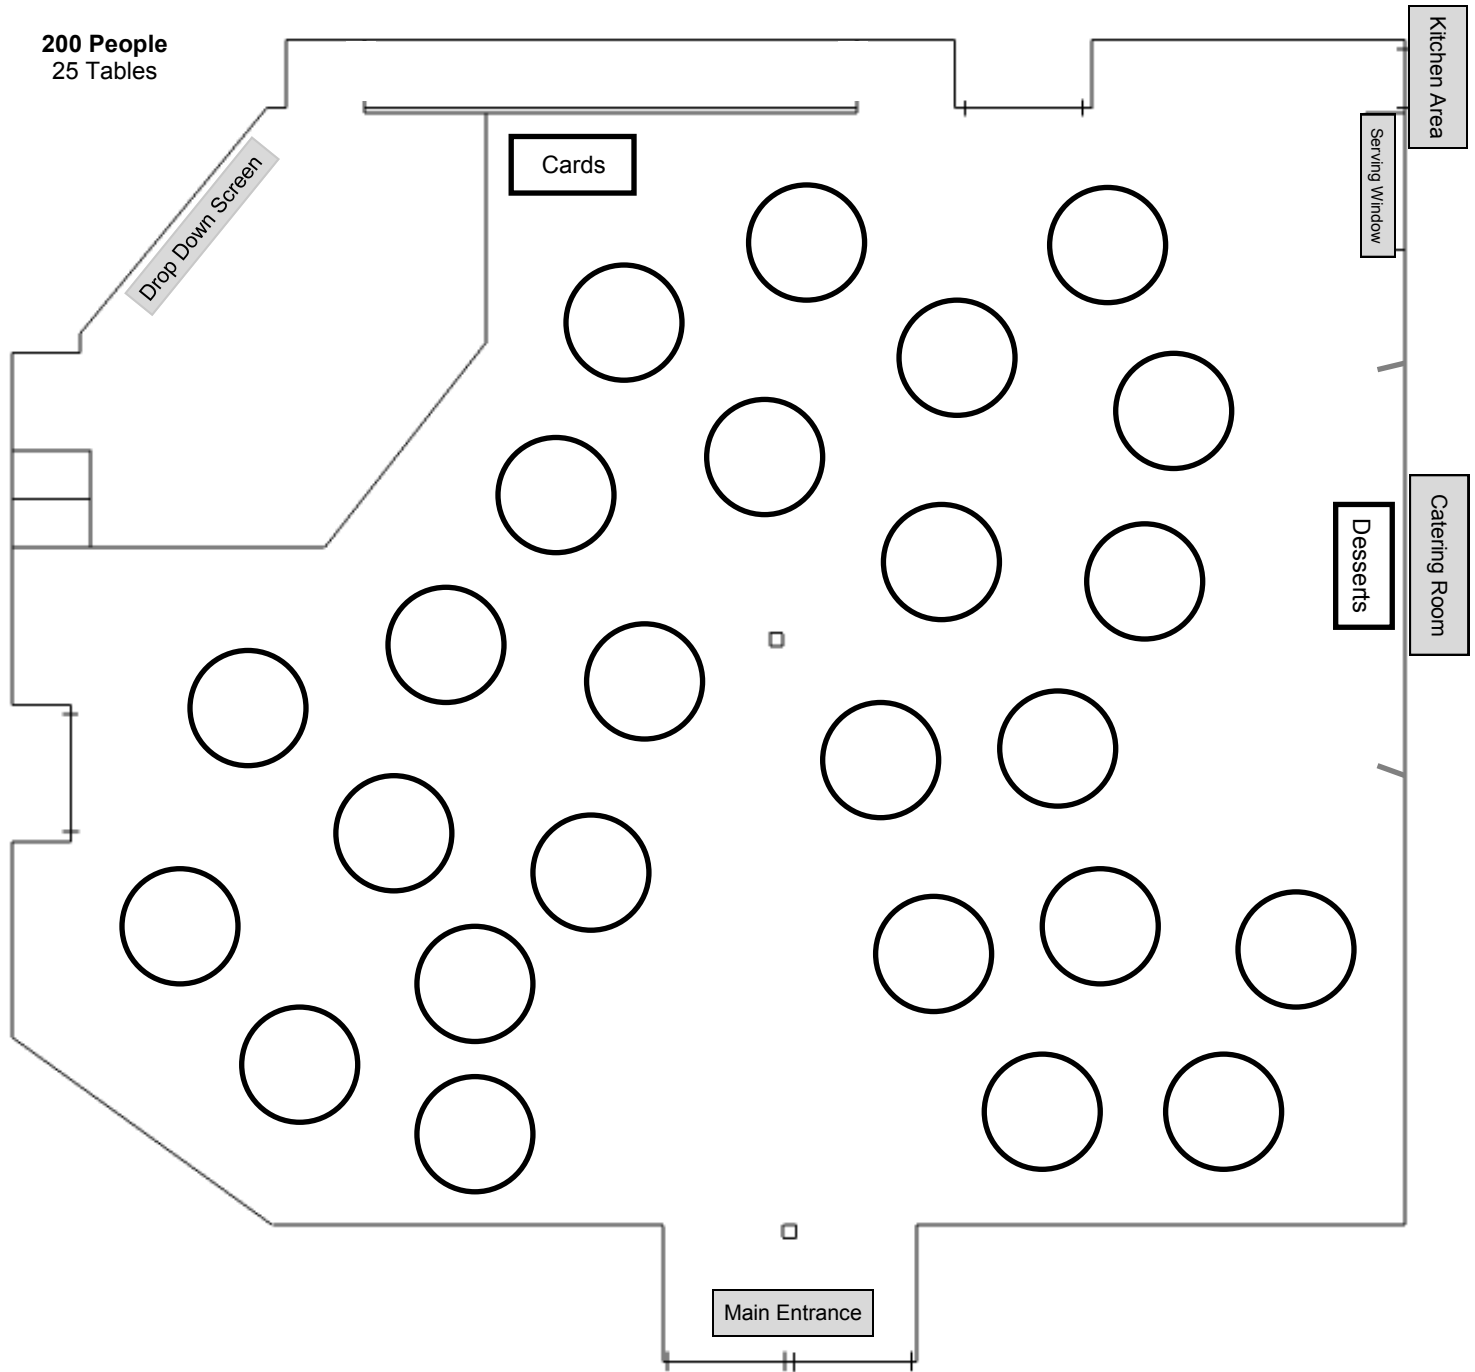 200 People
25 Tables
Kitchen Area
Serving Window
Drop Down Screen
Cards
Desserts
Catering Room
Main Entrance